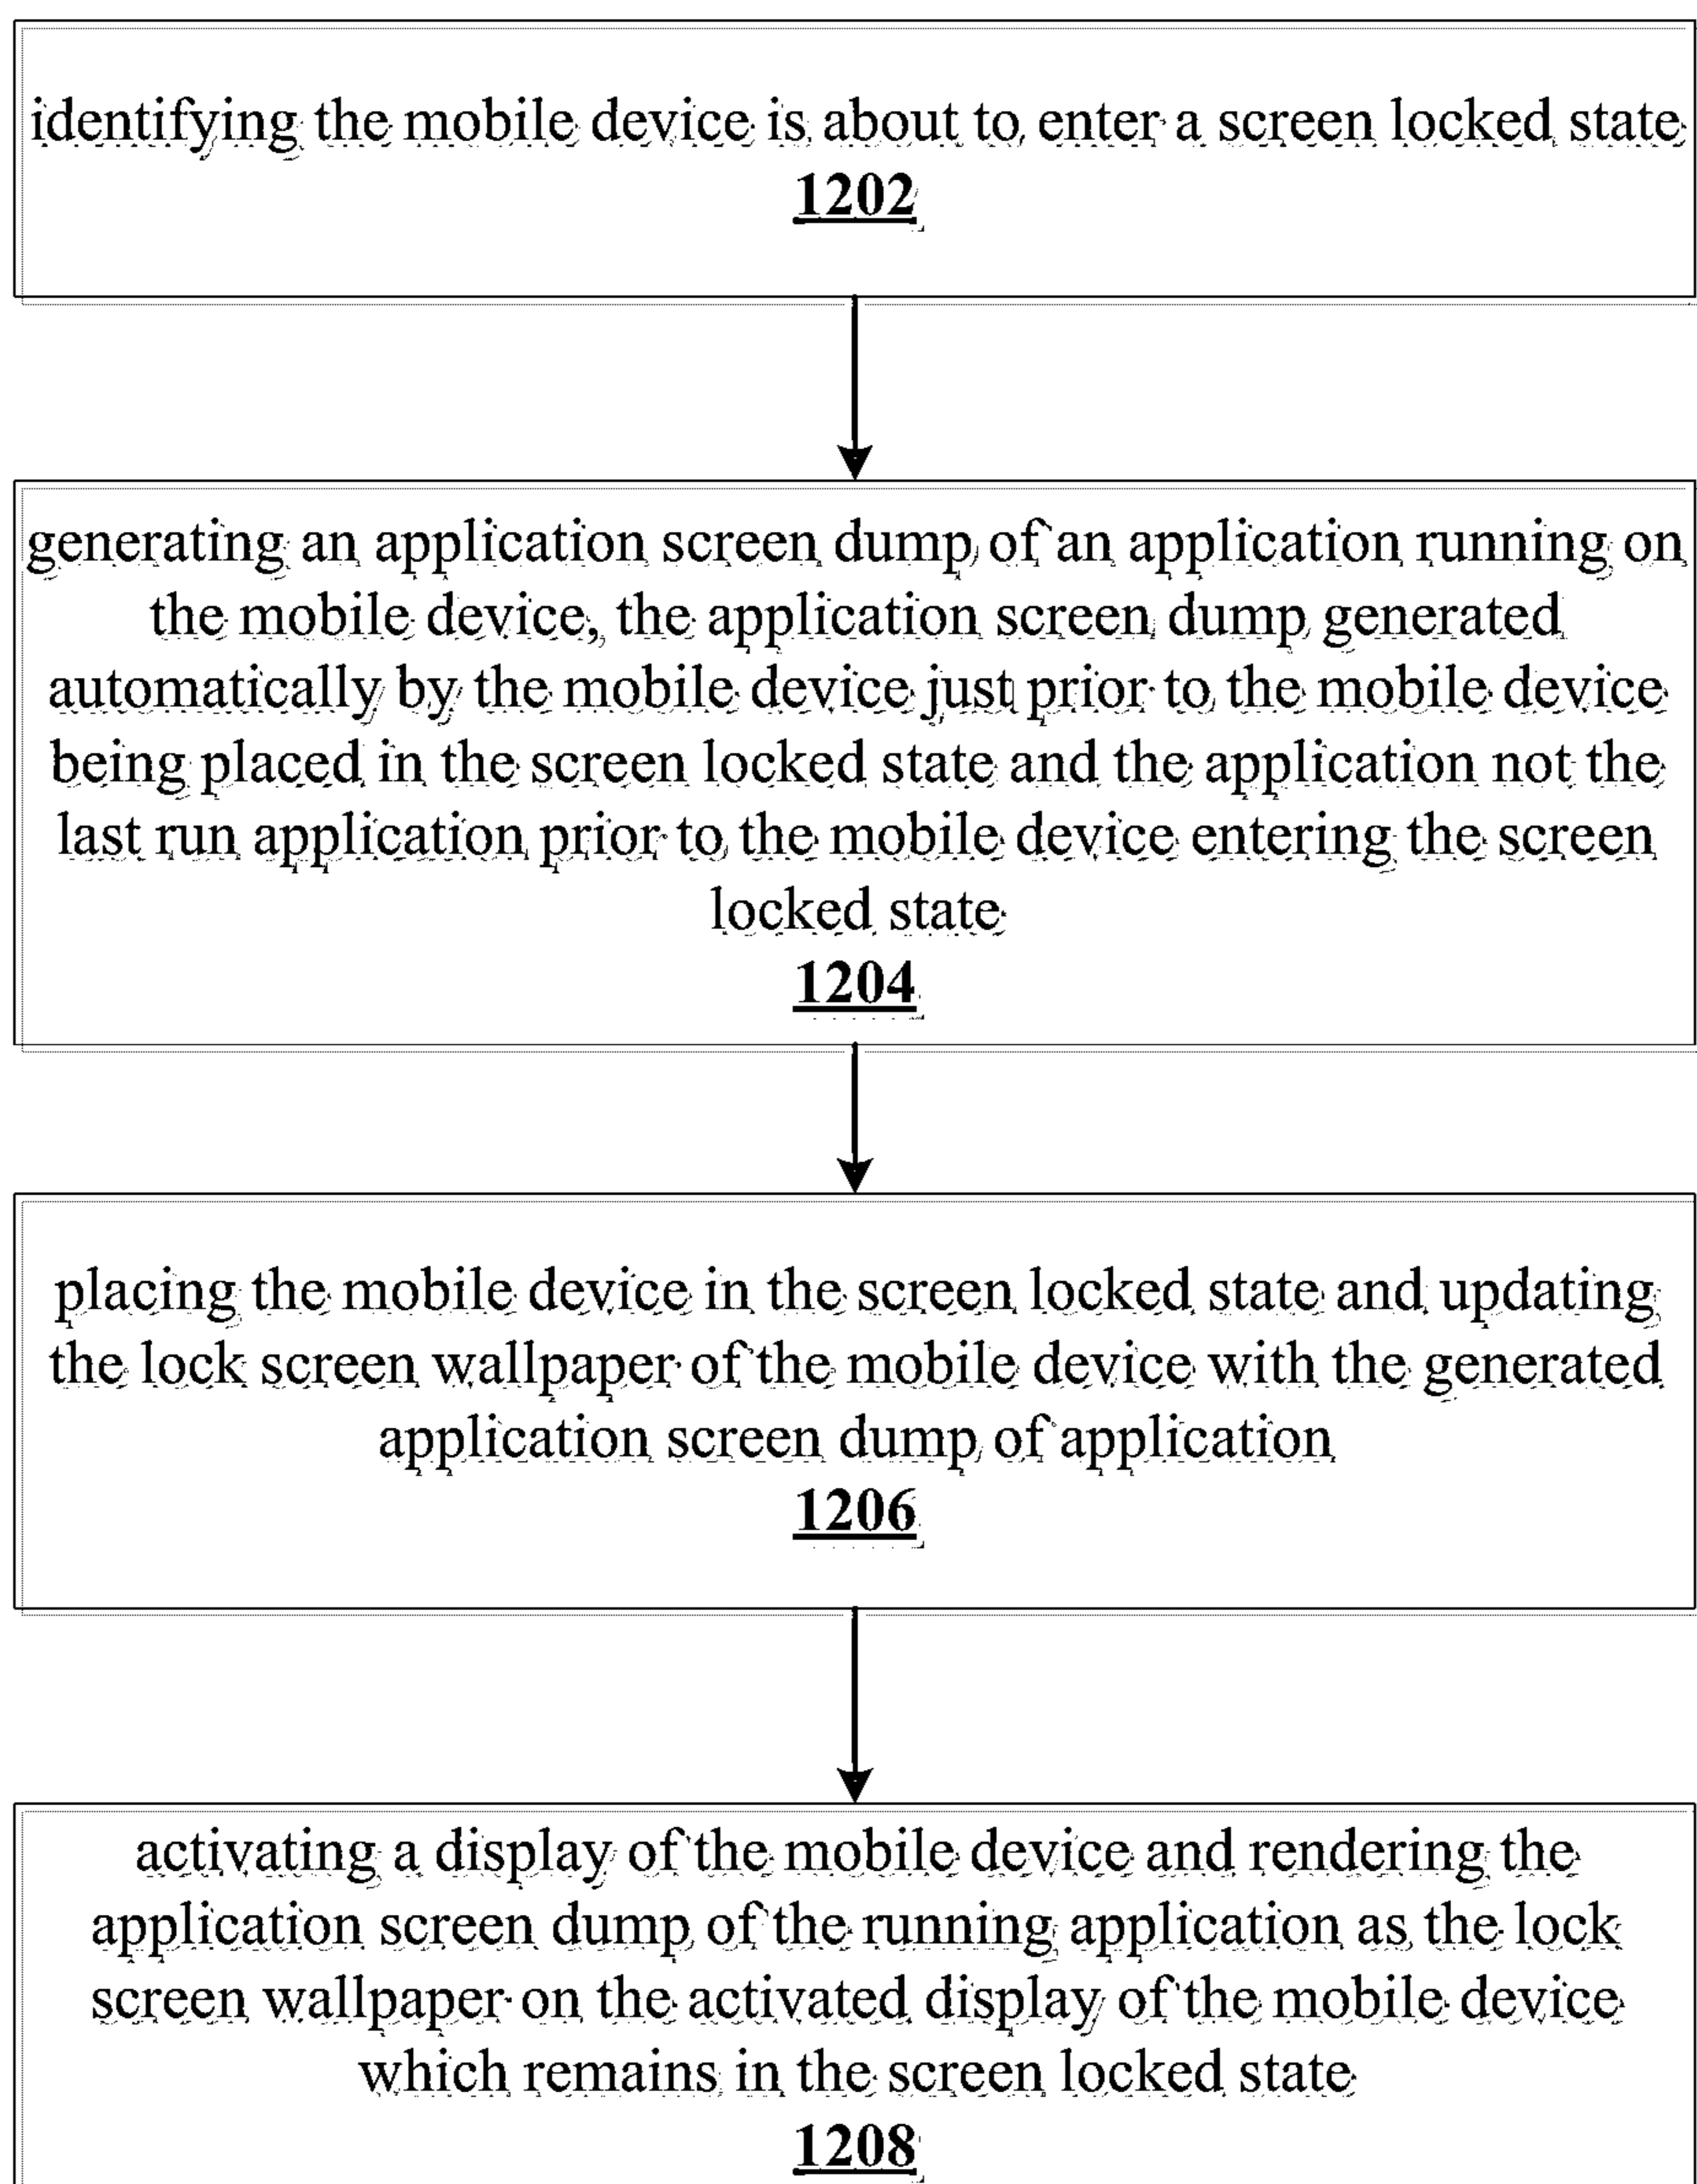 identifying the mobile device is about to enter a screen locked state
1202
generating an application screen dump of an application running on
the mobile device, the application screen dump generated
automatically by the mobile device just prior to the mobile device
being placed in the screen locked state and the application not the
last run application prior to the mobile device entering the screen
locked state
1204
placing the mobile device in the screen locked state and updating
the lock screen wallpaper of the mobile device with the generated
application screen dump of application
1206
activating a display of the mobile device and rendering the
application screen dump of the running application as the lock
screen wallpaper on the activated display of the mobile device
which remains in the screen locked state
1208